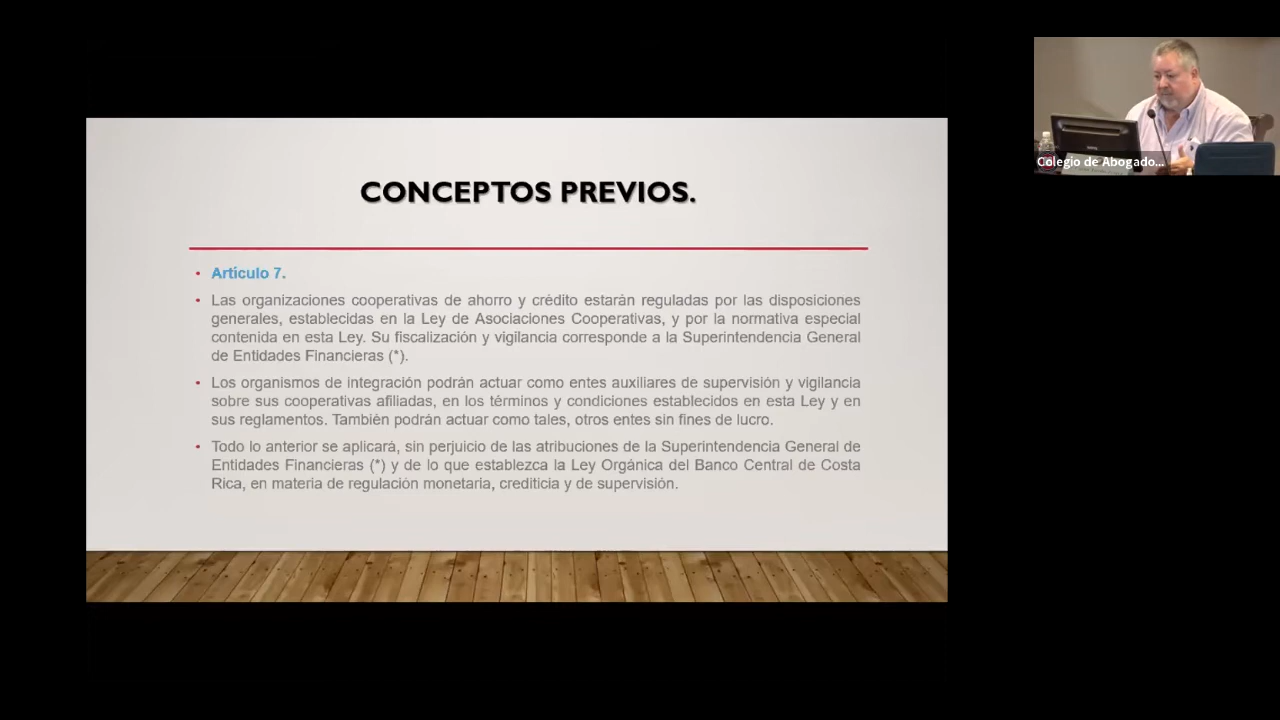 CONCEPTOS PREVIOS.
• Artículo 7.
• Las organizaciones cooperativas de ahorro y crédito estarán reguladas por las disposiciones
generales, establecidas en la Ley de Asociaciones Cooperativas, y por la normativa especial
contenida en esta Ley. Su fiscalización y vigilancia corresponde a la Superintendencia General
de Entidades Financieras (*).
• Los organismos de integración podrán actuar como entes auxiliares de supervisión y vigilancia
sobre sus cooperativas afiliadas, en los términos y condiciones establecidos en esta Ley y en
sus reglamentos. También podrán actuar como tales, otros entes sin fines de lucro.
• Todo lo anterior se aplicará, sin perjuicio de las atribuciones de la Superintendencia General de
Entidades Financieras (*) y de lo que establezca la Ley Orgánica del Banco Central de Costa
Rica, en materia de regulación monetaria, crediticia y de supervisión.
Colegio de Abogado...